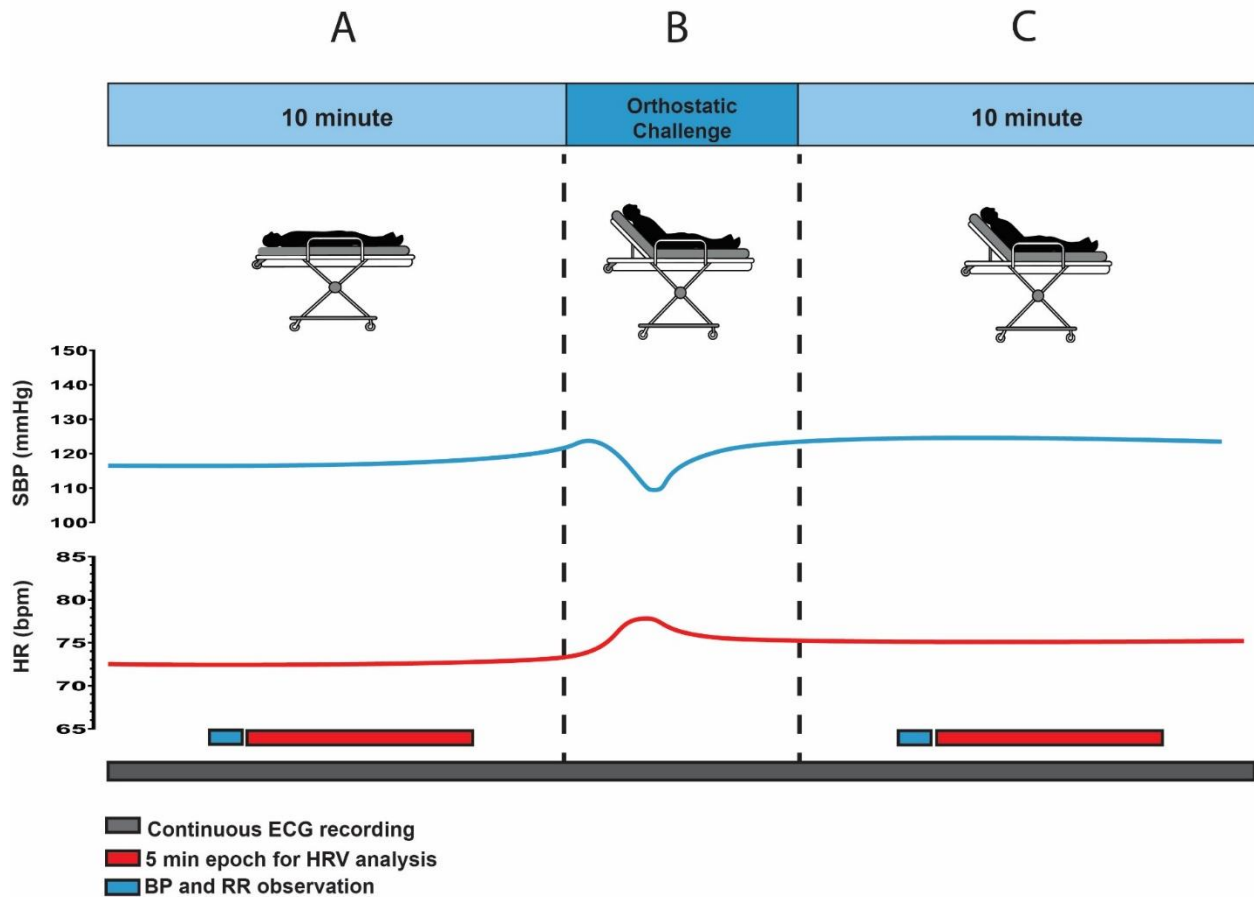 A
B
C
10 minute
Orthostatic
Challenge
10 minute
SBP (mmHg)
150
140
130
120
110
100
HR (bpm)
85
80
75
70
65
Continuous ECG recording
5 min epoch for HRV analysis
BP and RR observation